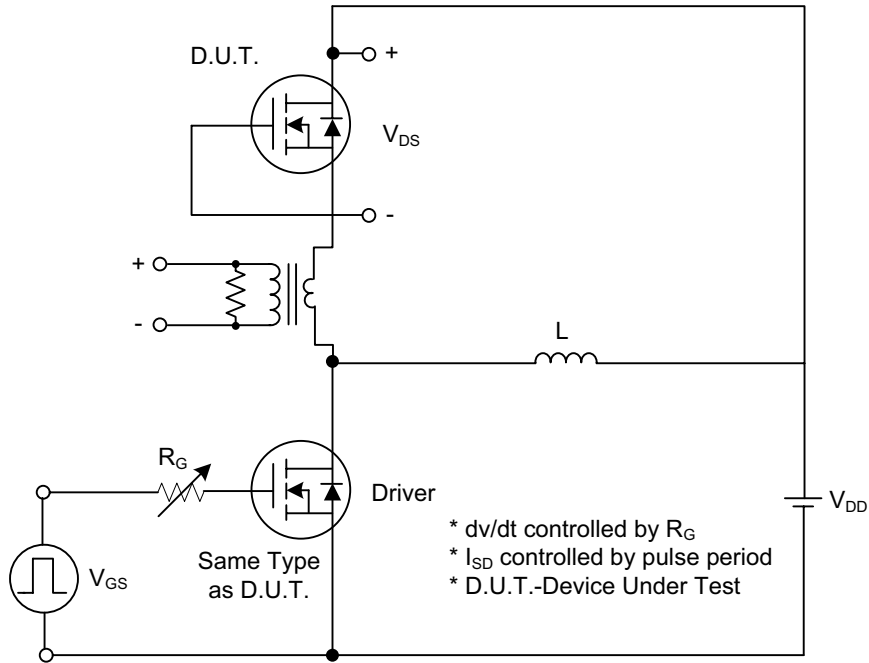 D.U.T.
+
V_DS
-
+
-
L
R_G
Driver
V_DD
Same Type
as D.U.T.
V_GS
* dv/dt controlled by R_G
* I_SD controlled by pulse period
* D.U.T.-Device Under Test